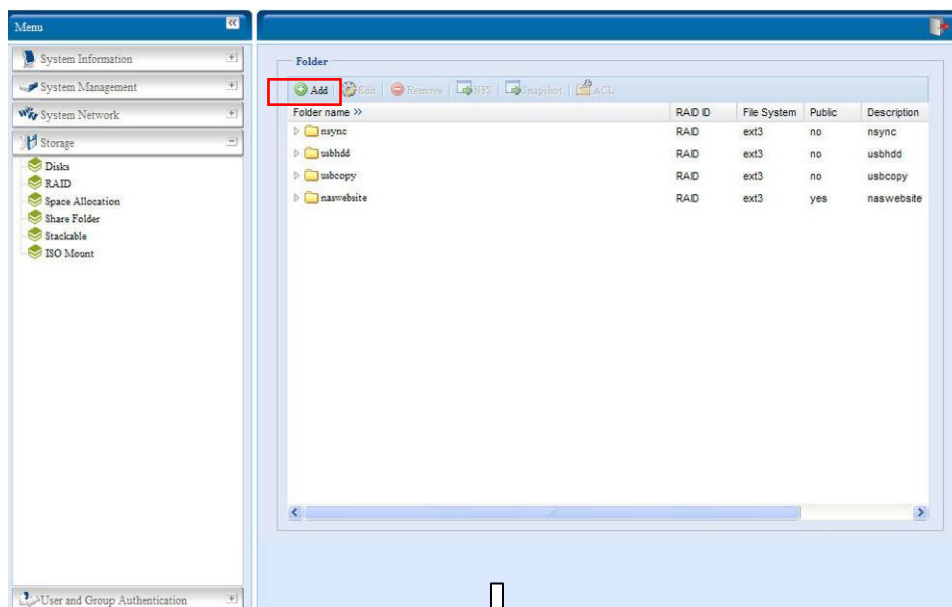 Menu
System Information
System Management
System Network
Storage
Disks
RAID
Space Allocation
Share Folder
Stackable
ISO Mount
User and Group Authentication
Folder
Add Edit Remove NFS Snapshot ACL
Folder name >> RAID ID File System Public Description
nsync RAID ext3 no nsync
usbhdd RAID ext3 no usbhdd
usbcopy RAID ext3 no usbcopy
naswebsite RAID ext3 yes naswebsite